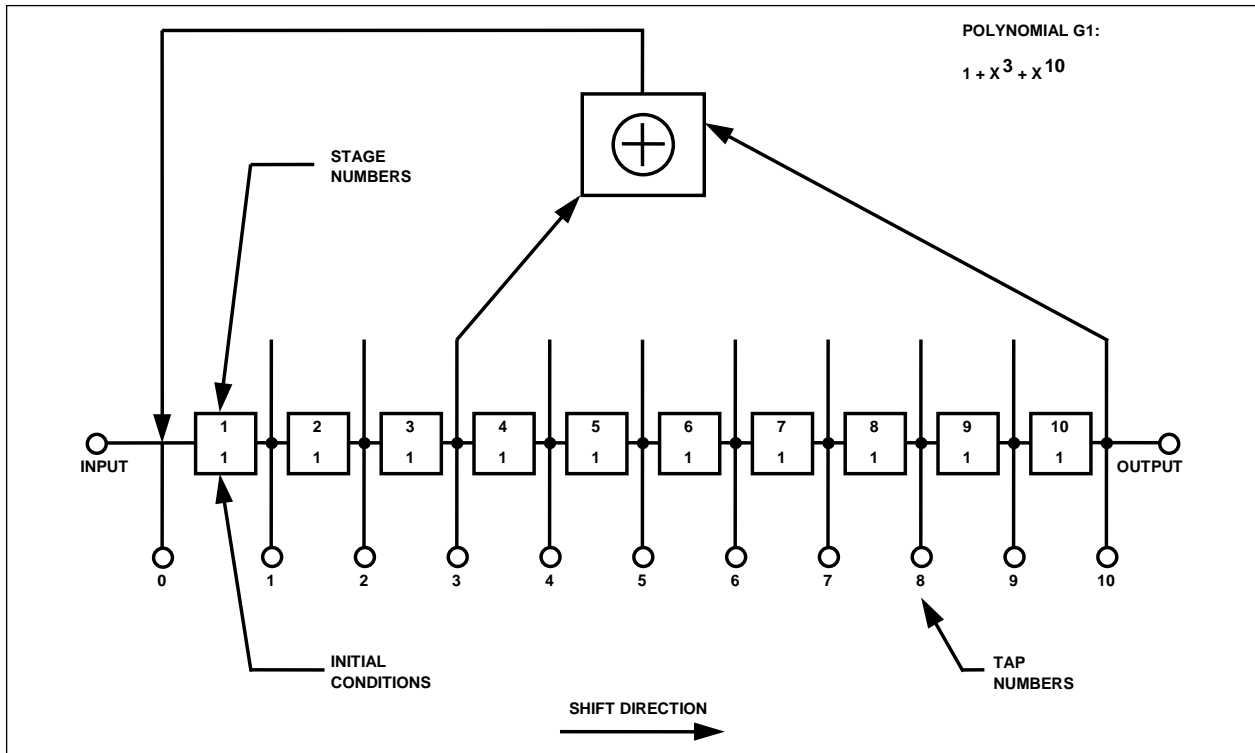 POLYNOMIAL G1:
1 + X3 + X10
STAGE
NUMBERS
1 2 3 4 5 6 7 8 9 10
1 1 1 1 1 1 1 1 1 1
INPUT
OUTPUT
0 1 2 3 4 5 6 7 8 9 10
INITIAL
CONDITIONS
TAP
NUMBERS
SHIFT DIRECTION